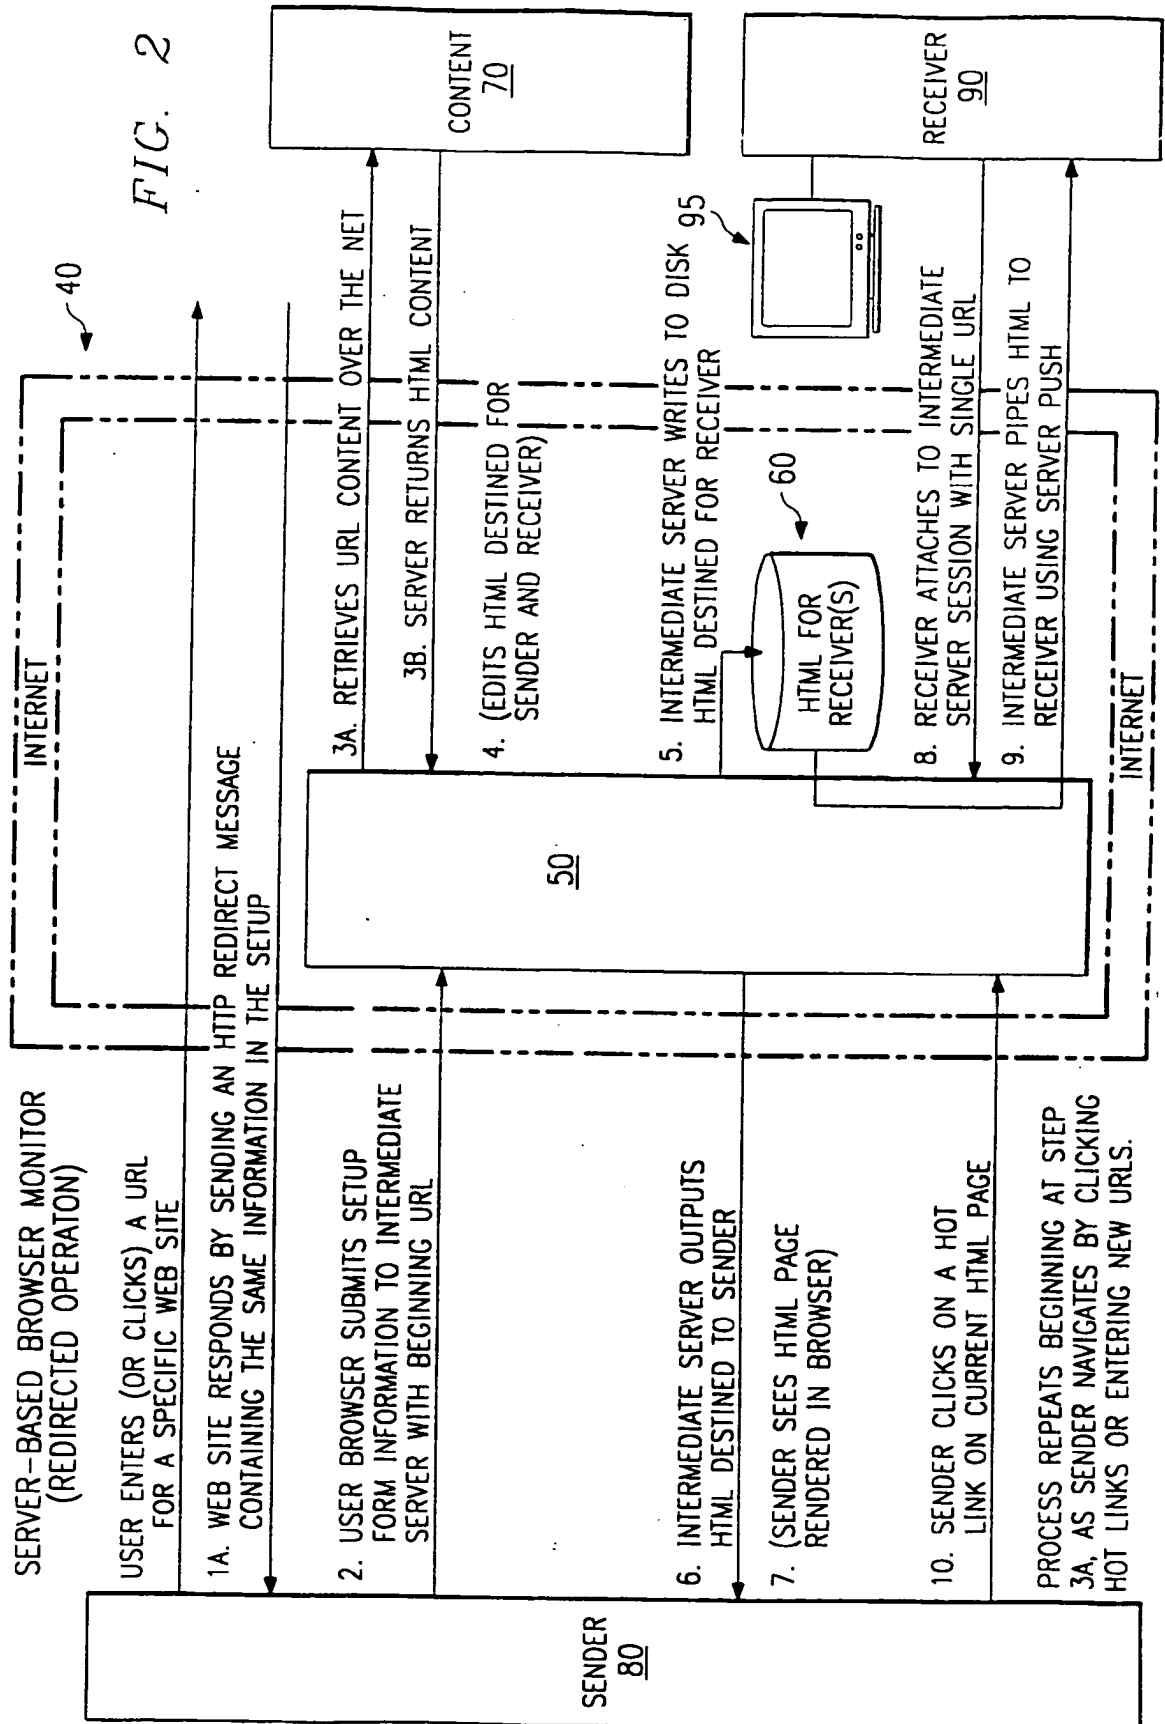 FIG. 2
SERVER-BASED BROWSER MONITOR
(REDIRECTED OPERATON)
INTERNET
40
USER ENTERS (OR CLICKS) A URL
FOR A SPECIFIC WEB SITE
1A. WEB SITE RESPONDS BY SENDING AN HTTP REDIRECT MESSAGE
CONTAINING THE SAME INFORMATION IN THE SETUP
2. USER BROWSER SUBMITS SETUP
FORM INFORMATION TO INTERMEDIATE
SERVER WITH BEGINNING URL
3A. RETRIEVES URL CONTENT OVER THE NET
3B. SERVER RETURNS HTML CONTENT
CONTENT
70
4. (EDITS HTML DESTINED FOR
SENDER AND RECEIVER)
SENDER
80
50
5. INTERMEDIATE SERVER WRITES TO DISK
HTML DESTINED FOR RECEIVER
95
60
HTML FOR
RECEIVER(S)
6. INTERMEDIATE SERVER OUTPUTS
HTML DESTINED TO SENDER
7. (SENDER SEES HTML PAGE
RENDERED IN BROWSER)
RECEIVER
90
8. RECEIVER ATTACHES TO INTERMEDIATE
SERVER SESSION WITH SINGLE URL
9. INTERMEDIATE SERVER PIPES HTML TO
RECEIVER USING SERVER PUSH
10. SENDER CLICKS ON A HOT
LINK ON CURRENT HTML PAGE
INTERNET
PROCESS REPEATS BEGINNING AT STEP
3A, AS SENDER NAVIGATES BY CLICKING
HOT LINKS OR ENTERING NEW URLS.